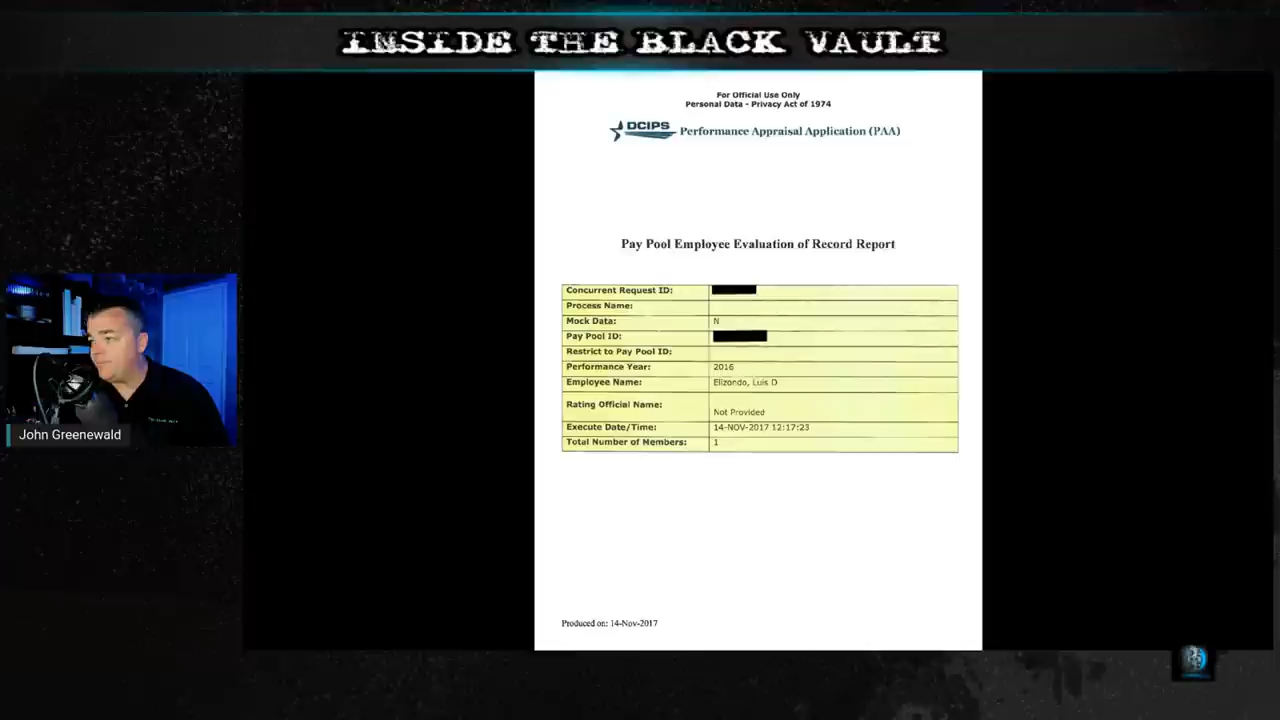 INSIDE THE BLACK VAULT
For Official Use Only
Personal Data - Privacy Act of 1974
DCIPS Performance Appraisal Application (PAA)
Pay Pool Employee Evaluation of Record Report
Concurrent Request ID:
Process Name:
Mock Data: N
Pay Pool ID:
Restrict to Pay Pool ID:
Performance Year: 2016
Employee Name: Elizondo, Luis D
Rating Official Name: Not Provided
Execute Date/Time: 14-NOV-2017 12:17:23
Total Number of Members: 1
Produced on: 14-Nov-2017
John Greenewald